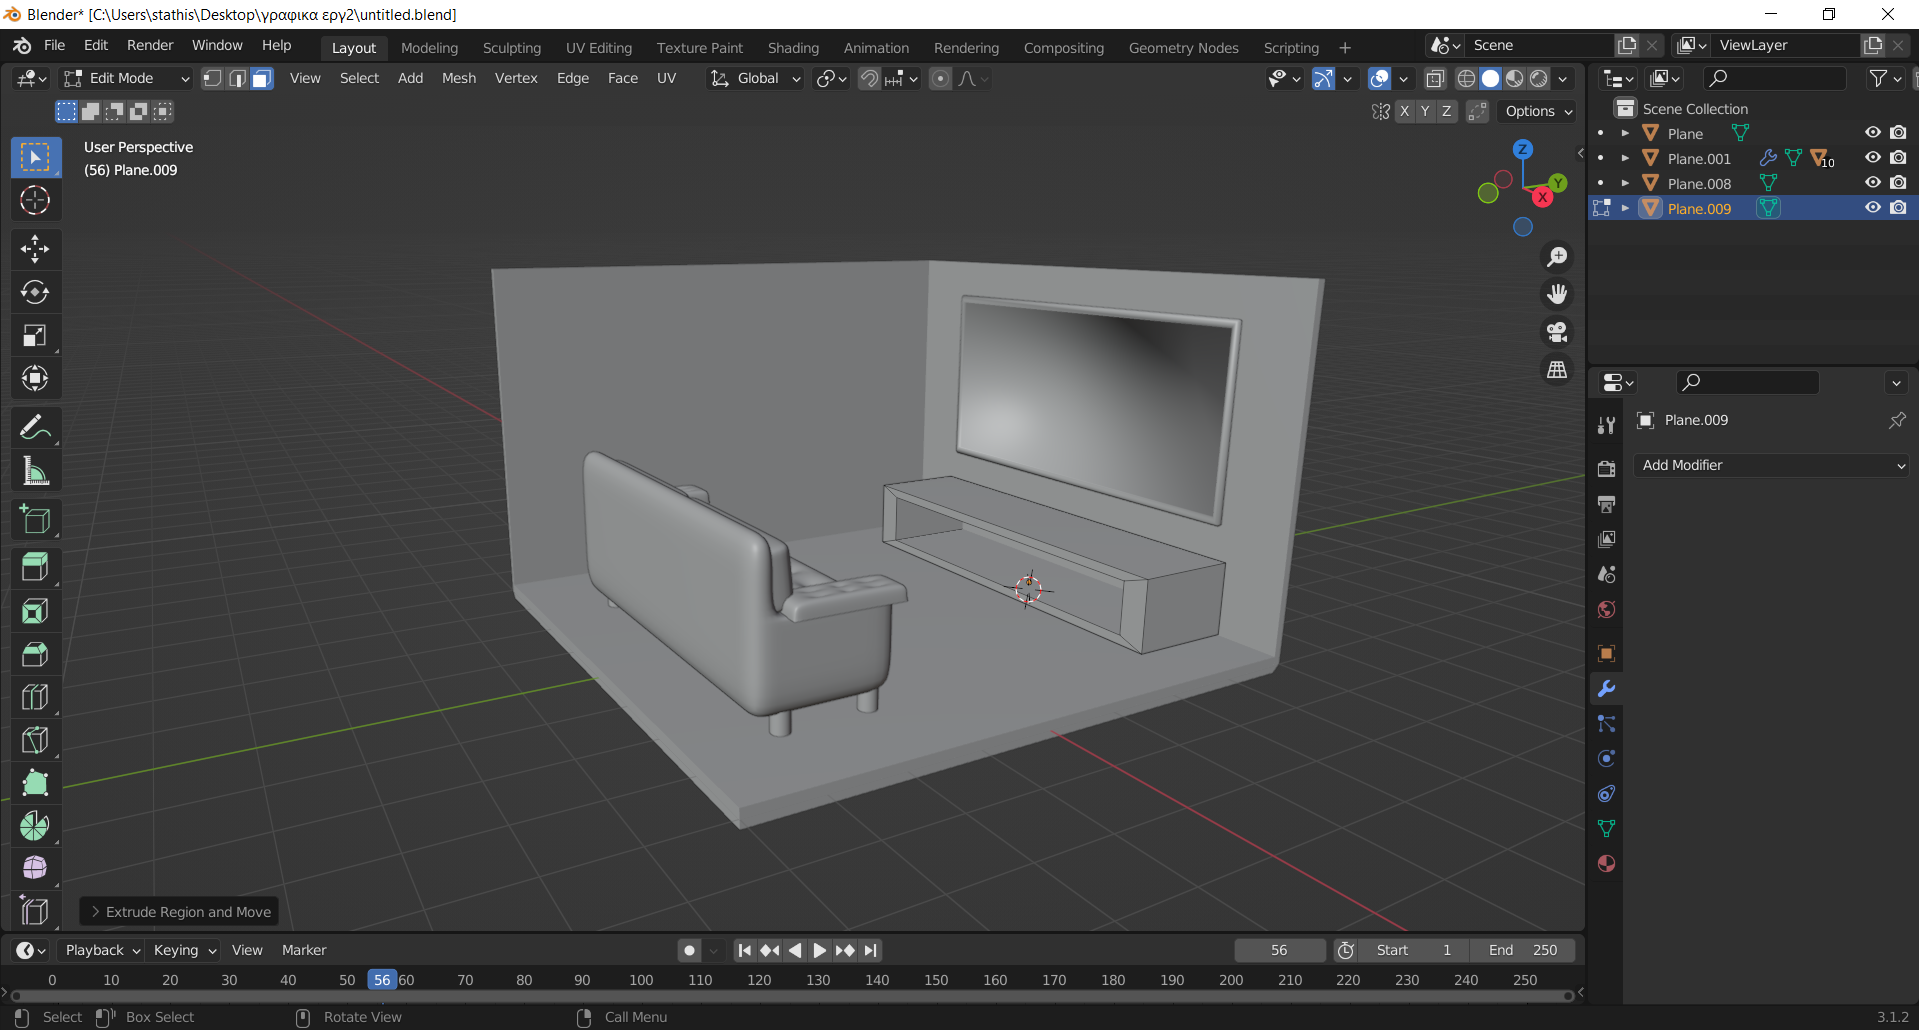 Blender* [C:\Users\stathis\Desktop\γραφικα εργ2\untitled.blend]
File Edit Render Window Help Layout Modeling Sculpting UV Editing Texture Paint Shading Animation Rendering Compositing Geometry Nodes Scripting + Scene ViewLayer
Edit Mode View Select Add Mesh Vertex Edge Face UV Global
X Y Z Options
Scene Collection
Plane
Plane.001 10
Plane.008
Plane.009
User Perspective
(56) Plane.009
Z
Y
X
Plane.009
Add Modifier
Extrude Region and Move
Playback Keying View Marker 56 Start 1 End 250
0 10 20 30 40 50 56 60 70 80 90 100 110 120 130 140 150 160 170 180 190 200 210 220 230 240 250
Select Box Select Rotate View Call Menu 3.1.2